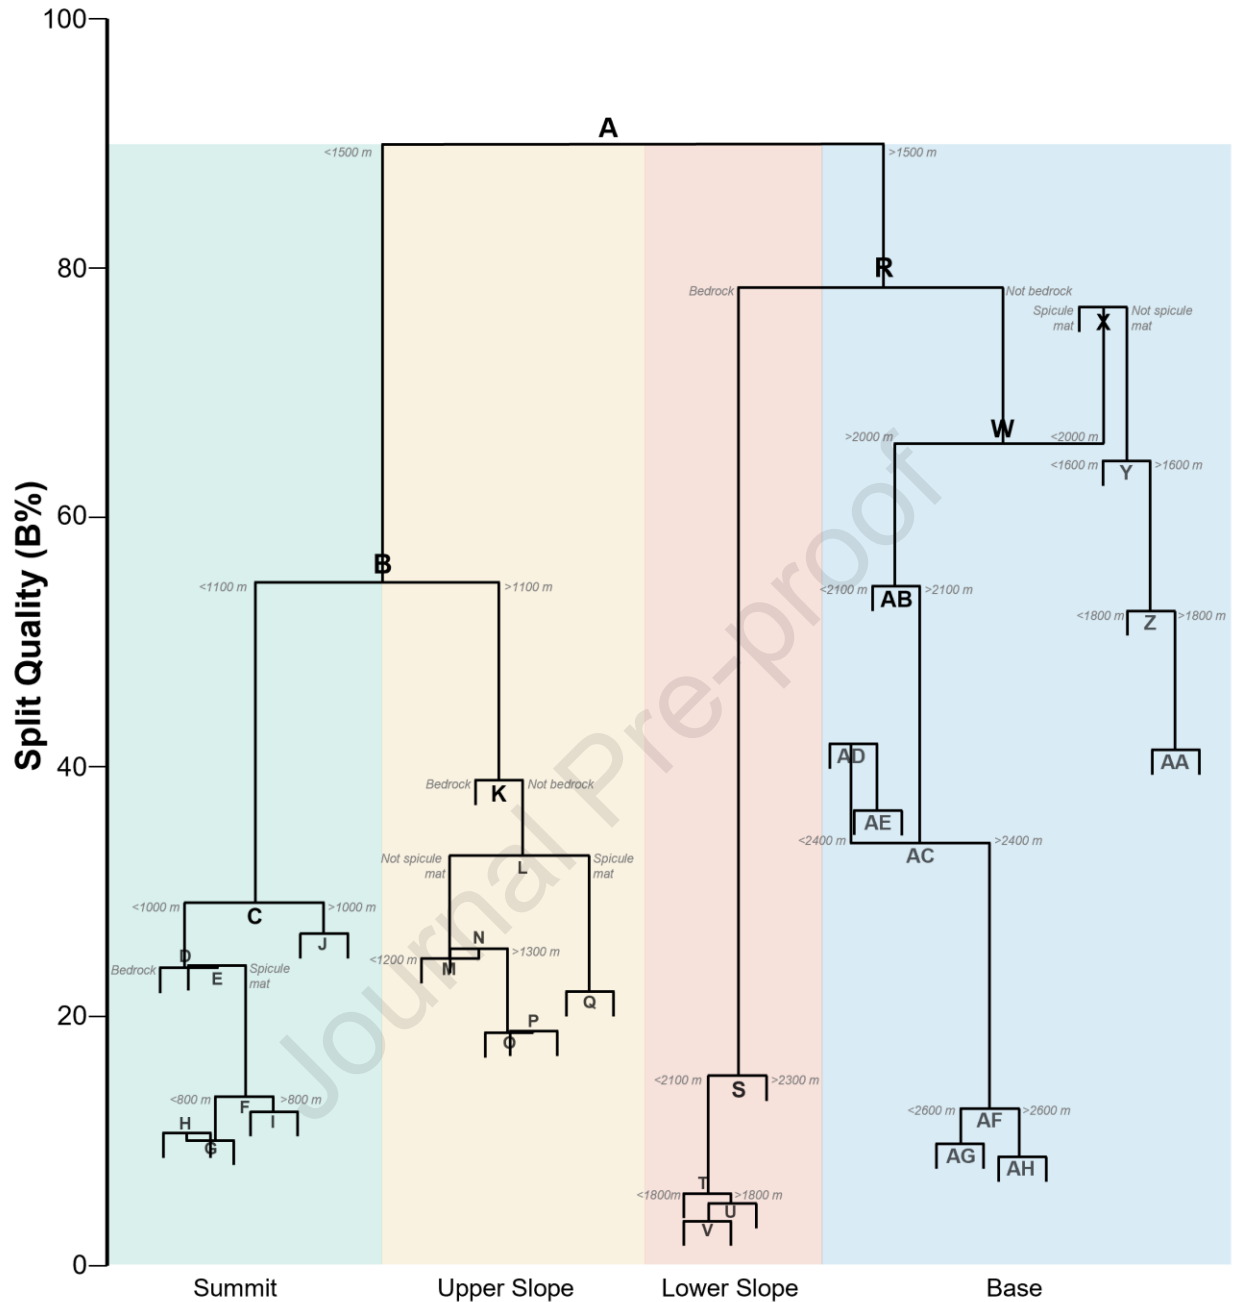 100
A
<1500 m
>1500 m
80
R
Bedrock
Not bedrock
Spicule
mat
X
Not spicule
mat
W
>2000 m
<2000 m
<1600 m
Y
>1600 m
60
Split Quality (B%)
B
<1100 m
>1100 m
<2100 m
AB
>2100 m
<1800 m
Z
>1800 m
40
Bedrock
K
Not bedrock
AD
AA
AE
<2400 m
AC
>2400 m
Not spicule
mat
L
Spicule
mat
<1000 m
C
>1000 m
J
D
Bedrock
E
Spicule
mat
N
<1200 m
M
>1300 m
Q
20
P
O
<2100 m
S
>2300 m
<800 m
F
>800 m
H
G
I
<2600 m
AF
>2600 m
AG
AH
T
<1800m
>1800 m
U
V
0
Summit
Upper Slope
Lower Slope
Base
Journal Pre-proof